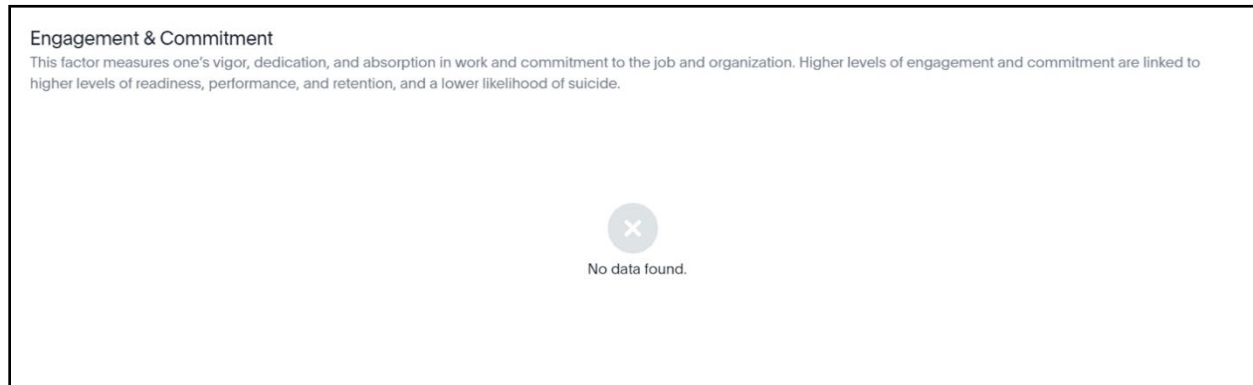 Engagement & Commitment
This factor measures one's vigor, dedication, and absorption in work and commitment to the job and organization. Higher levels of engagement and commitment are linked to
higher levels of readiness, performance, and retention, and a lower likelihood of suicide.
No data found.